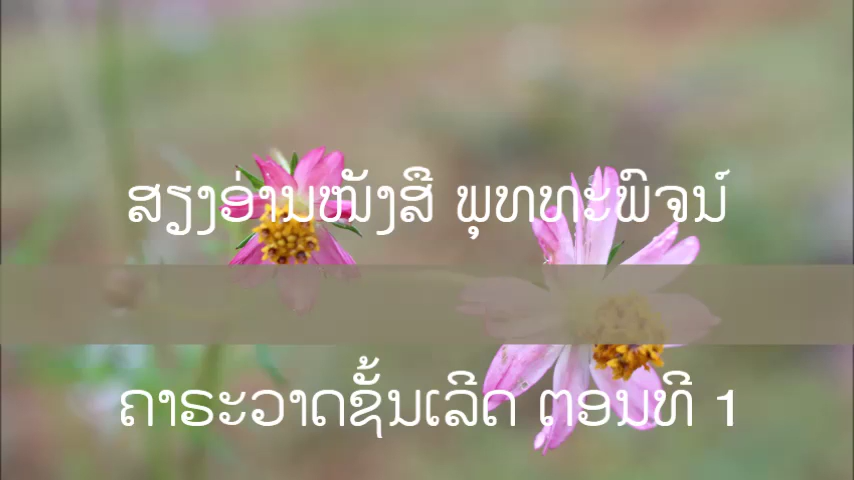 ສຽງອ່ານໜັງສື ພຸທທະພົຈນ໌
ຄາຣະວາດຊັ້ນເລີດ ຕອນທີ 1